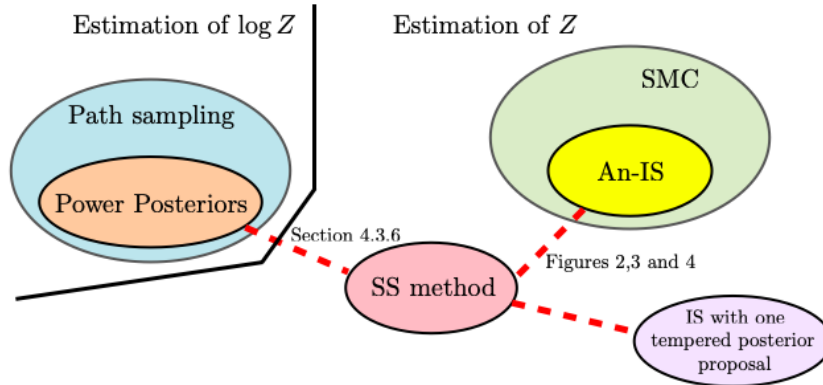 Estimation of log Z
Estimation of Z
Path sampling
Power Posteriors
SMC
An-IS
Section 4.3.6
Figures 2,3 and 4
SS method
IS with one
tempered posterior
proposal